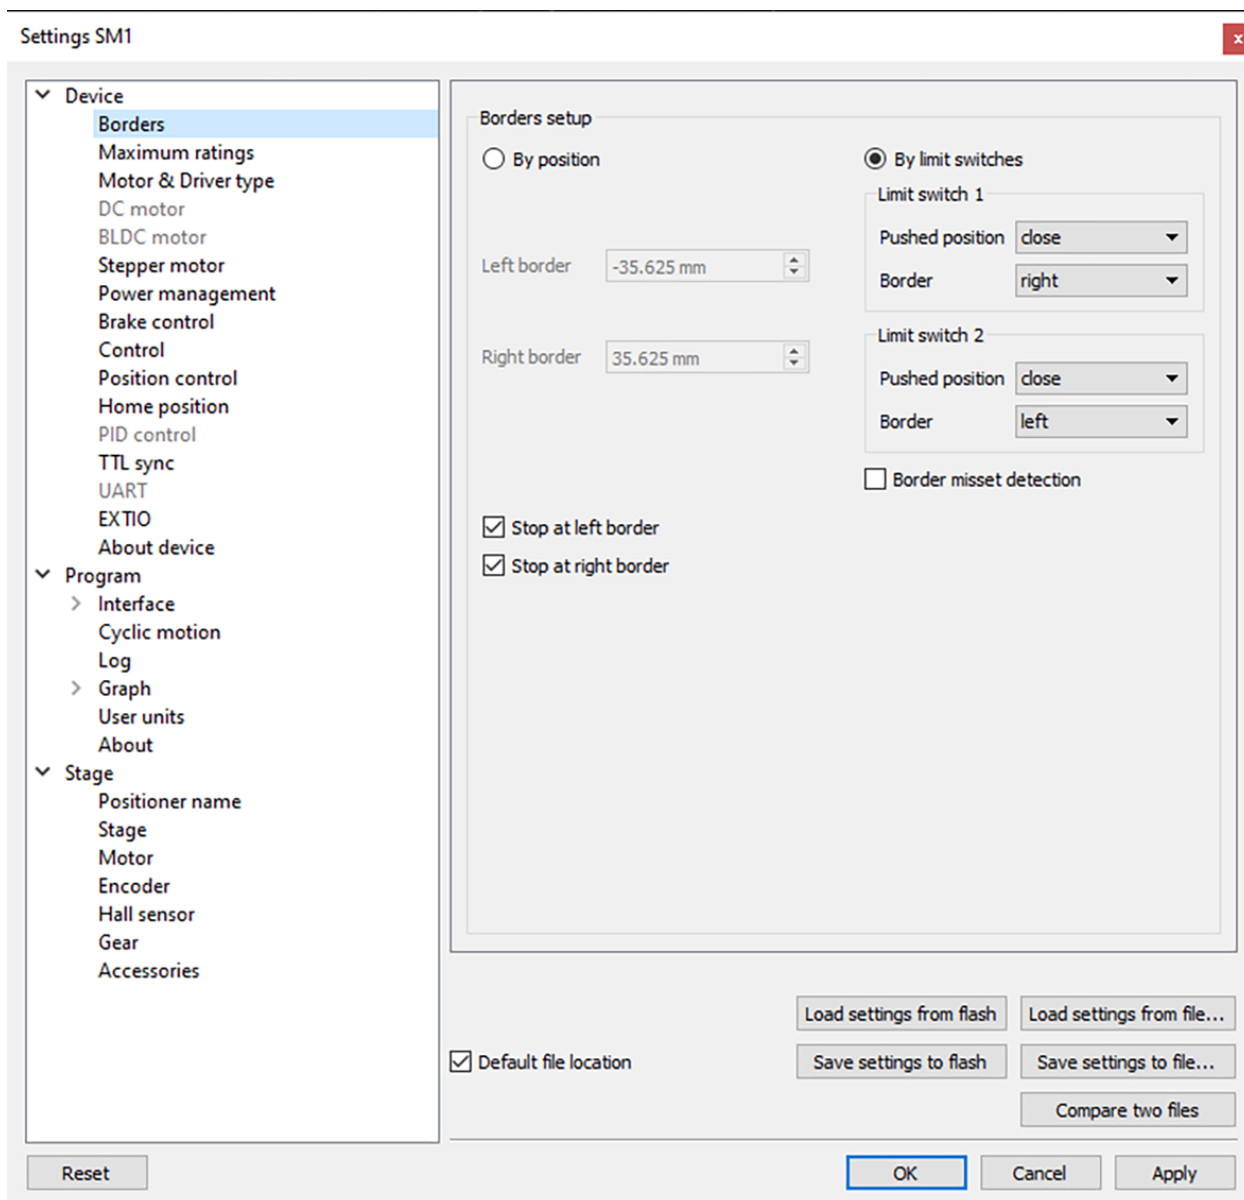 Settings SM1
x
Device
Borders
Maximum ratings
Motor & Driver type
DC motor
BLDC motor
Stepper motor
Power management
Brake control
Control
Position control
Home position
PID control
TTL sync
UART
EXTIO
About device
Program
Interface
Cyclic motion
Log
Graph
User units
About
Stage
Positioner name
Stage
Motor
Encoder
Hall sensor
Gear
Accessories
Borders setup
By position
By limit switches
Limit switch 1
Pushed position close
Border right
Left border -35.625 mm
Right border 35.625 mm
Limit switch 2
Pushed position close
Border left
Border misset detection
Stop at left border
Stop at right border
Load settings from flash
Load settings from file...
Default file location
Save settings to flash
Save settings to file...
Compare two files
Reset
OK
Cancel
Apply